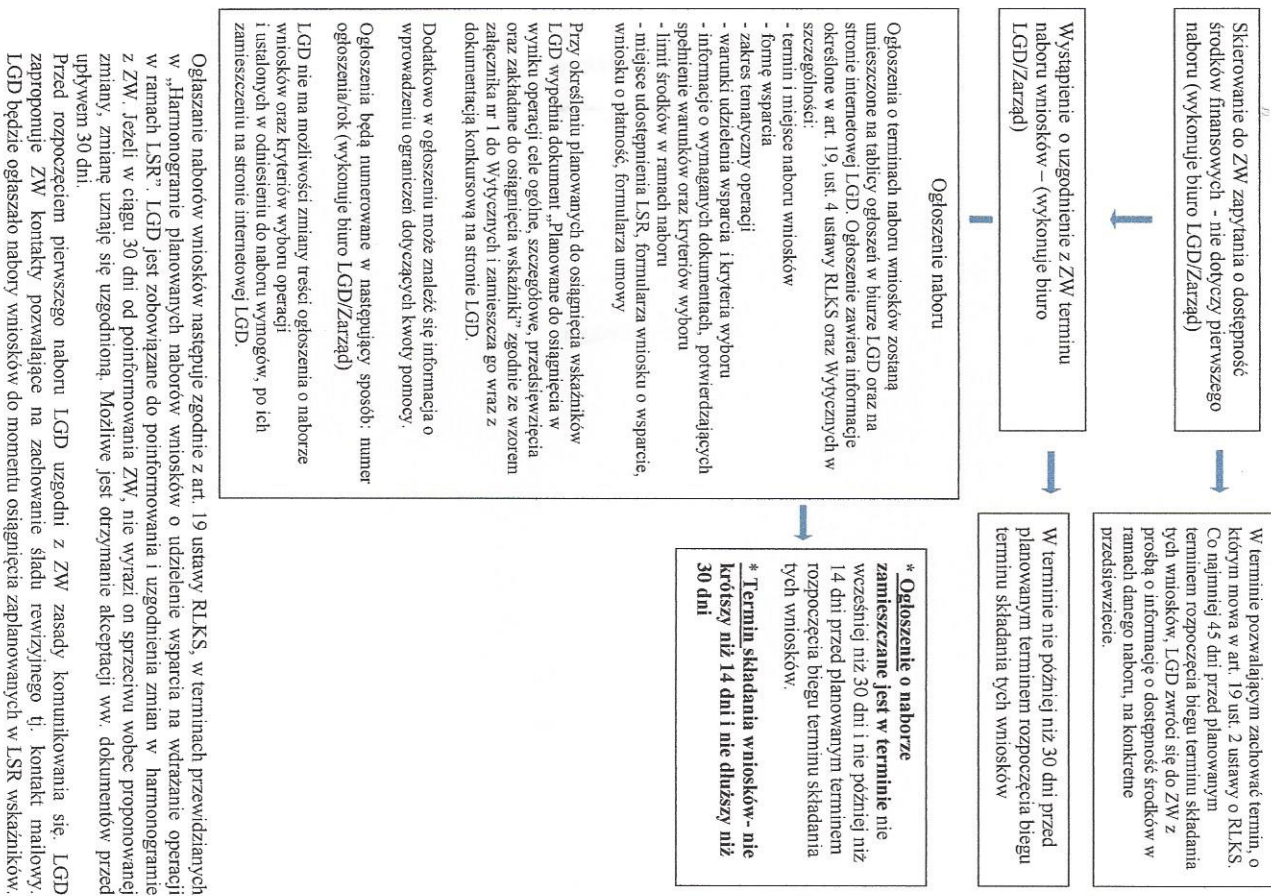 Skierowanie do ZW zapytania o dostępność
środków finansowych - nie dotyczy pierwszego
naboru (wykonuje biuro LGD/Zarząd)
W terminie pozwalającym zachować termin, o
którym mowa w art. 19 ust. 2 ustawy o RLKS.
Co najmniej 45 dni przed planowanym
terminem rozpoczęcia biegu terminu składania
tych wniosków, LGD zwróci się do ZW z
prośbą o informację o dostępność środków w
ramach danego naboru, na konkretne
przedsięwzięcie.
Wystąpienie o uzgodnienie z ZW terminu
naboru wniosków – (wykonuje biuro
LGD/Zarząd)
W terminie nie później niż 30 dni przed
planowanym terminem rozpoczęcia biegu
terminu składania tych wniosków
Ogłoszenie naboru
Ogłoszenia o terminach naboru wniosków zostaną
umieszczone na tablicy ogłoszeń w biurze LGD oraz na
stronie internetowej LGD. Ogłoszenie zawiera informacje
określone w art. 19, ust. 4 ustawy RLKS oraz Wytycznych w
szczególności:
- termin i miejsce naboru wniosków
- formę wsparcia
- zakres tematyczny operacji
- warunki udzielenia wsparcia i kryteria wyboru
- informacje o wymaganych dokumentach, potwierdzających
spełnienie warunków oraz kryteriów wyboru
- limit środków w ramach naboru
- miejsce udostępnienia LSR, formularza wniosku o wsparcie,
wniosku o płatność, formularza umowy
Przy określeniu planowanych do osiągnięcia wskaźników
LGD wypełnia dokument „Planowane do osiągnięcia w
wyniku operacji cele ogólne, szczegółowe, przedsięwzięcia
oraz zakładane do osiągnięcia wskaźniki” zgodnie ze wzorem
załącznika nr 1 do Wytycznych i zamieszcza go wraz z
dokumentacją konkursową na stronie LGD.
Dodatkowo w ogłoszeniu może znaleźć się informacja o
wprowadzeniu ograniczeń dotyczących kwoty pomocy.
Ogłoszenia będą numerowane w następujący sposób: numer
ogłoszenia/rok (wykonuje biuro LGD/Zarząd)
LGD nie ma możliwości zmiany treści ogłoszenia o naborze
wniosków oraz kryteriów wyboru operacji
i ustalonych w odniesieniu do naboru wymogów, po ich
zamieszczeniu na stronie internetowej LGD.
* Ogłoszenie o naborze
zamieszczane jest w terminie nie
wcześniej niż 30 dni i nie później niż
14 dni przed planowanym terminem
rozpoczęcia biegu terminu składania
tych wniosków.
* Termin składania wniosków- nie
krótszy niż 14 dni i nie dłuższy niż
30 dni
Ogłaszanie naborów wniosków następuje zgodnie z art. 19 ustawy RLKS, w terminach przewidzianych
w „Harmonogramie planowanych naborów wniosków o udzielenie wsparcia na wdrażanie operacji
w ramach LSR”. LGD jest zobowiązane do poinformowania i uzgodnienia zmian w harmonogramie
z ZW. Jeżeli w ciągu 30 dni od poinformowania ZW, nie wyrazi on sprzeciwu wobec proponowanej
zmiany, zmianę uznaję się uzgodnioną. Możliwe jest otrzymanie akceptacji ww. dokumentów przed
upływem 30 dni.
Przed rozpoczęciem pierwszego naboru LGD uzgodni z ZW zasady komunikowania się. LGD
zaproponuje ZW kontakty pozwalające na zachowanie śladu rewizyjnego tj. kontakt mailowy.
LGD będzie ogłaszało nabory wniosków do momentu osiągnięcia zaplanowanych w LSR wskaźników.